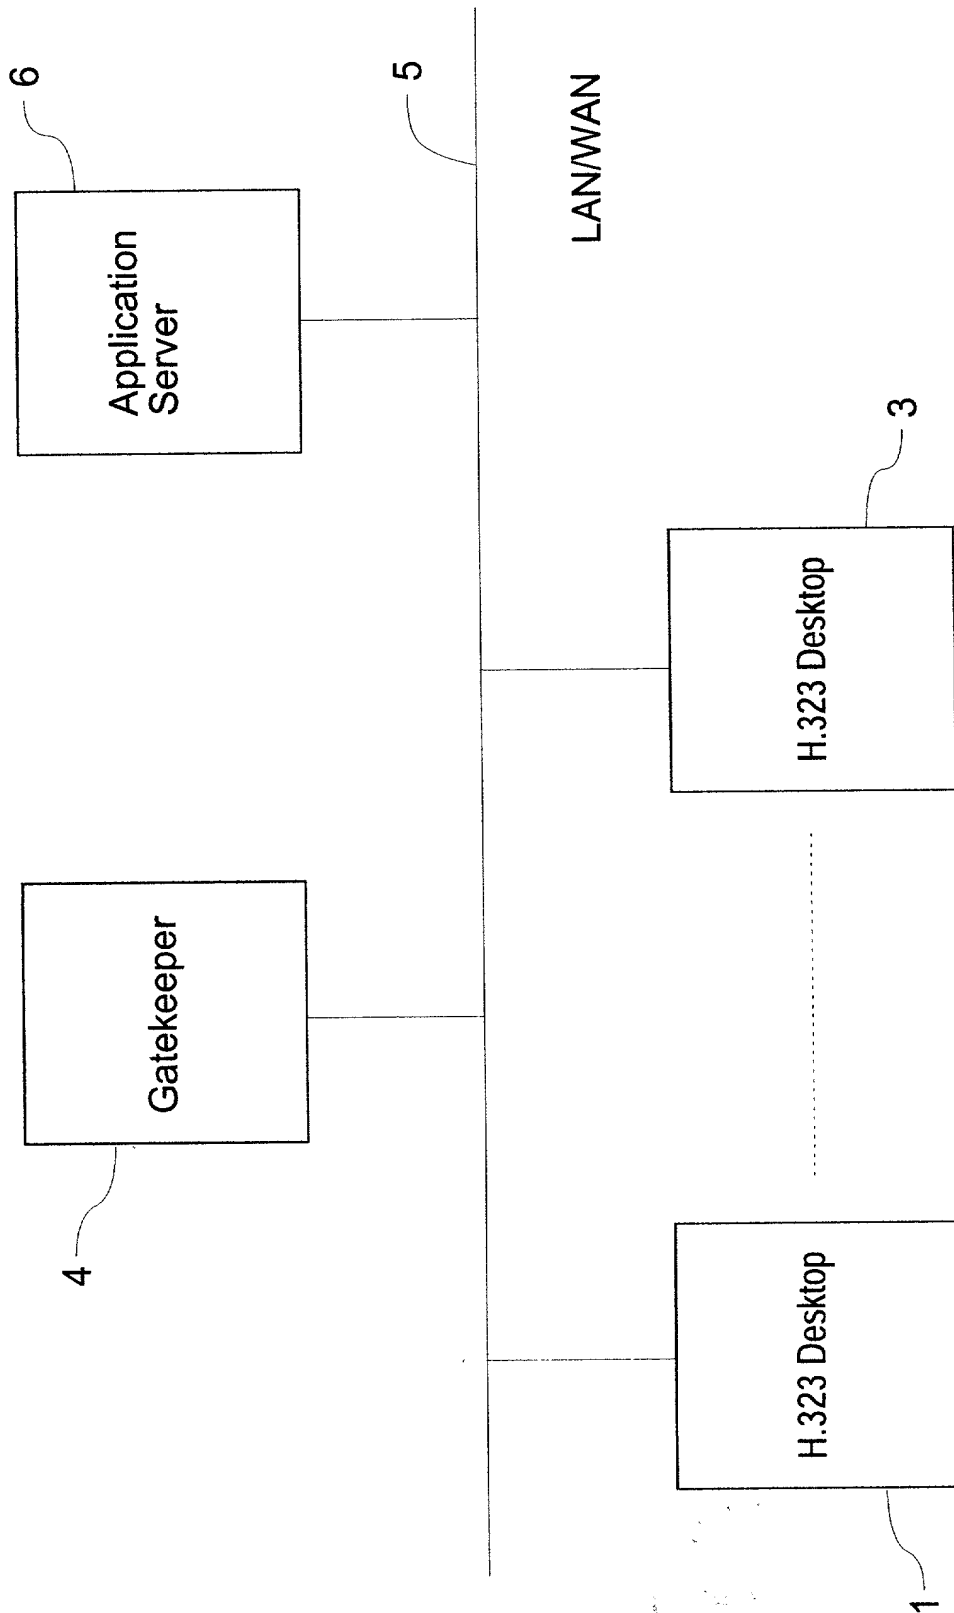 4
Gatekeeper
Application
Server
6
5
LAN/WAN
H.323 Desktop
1
H.323 Desktop
3